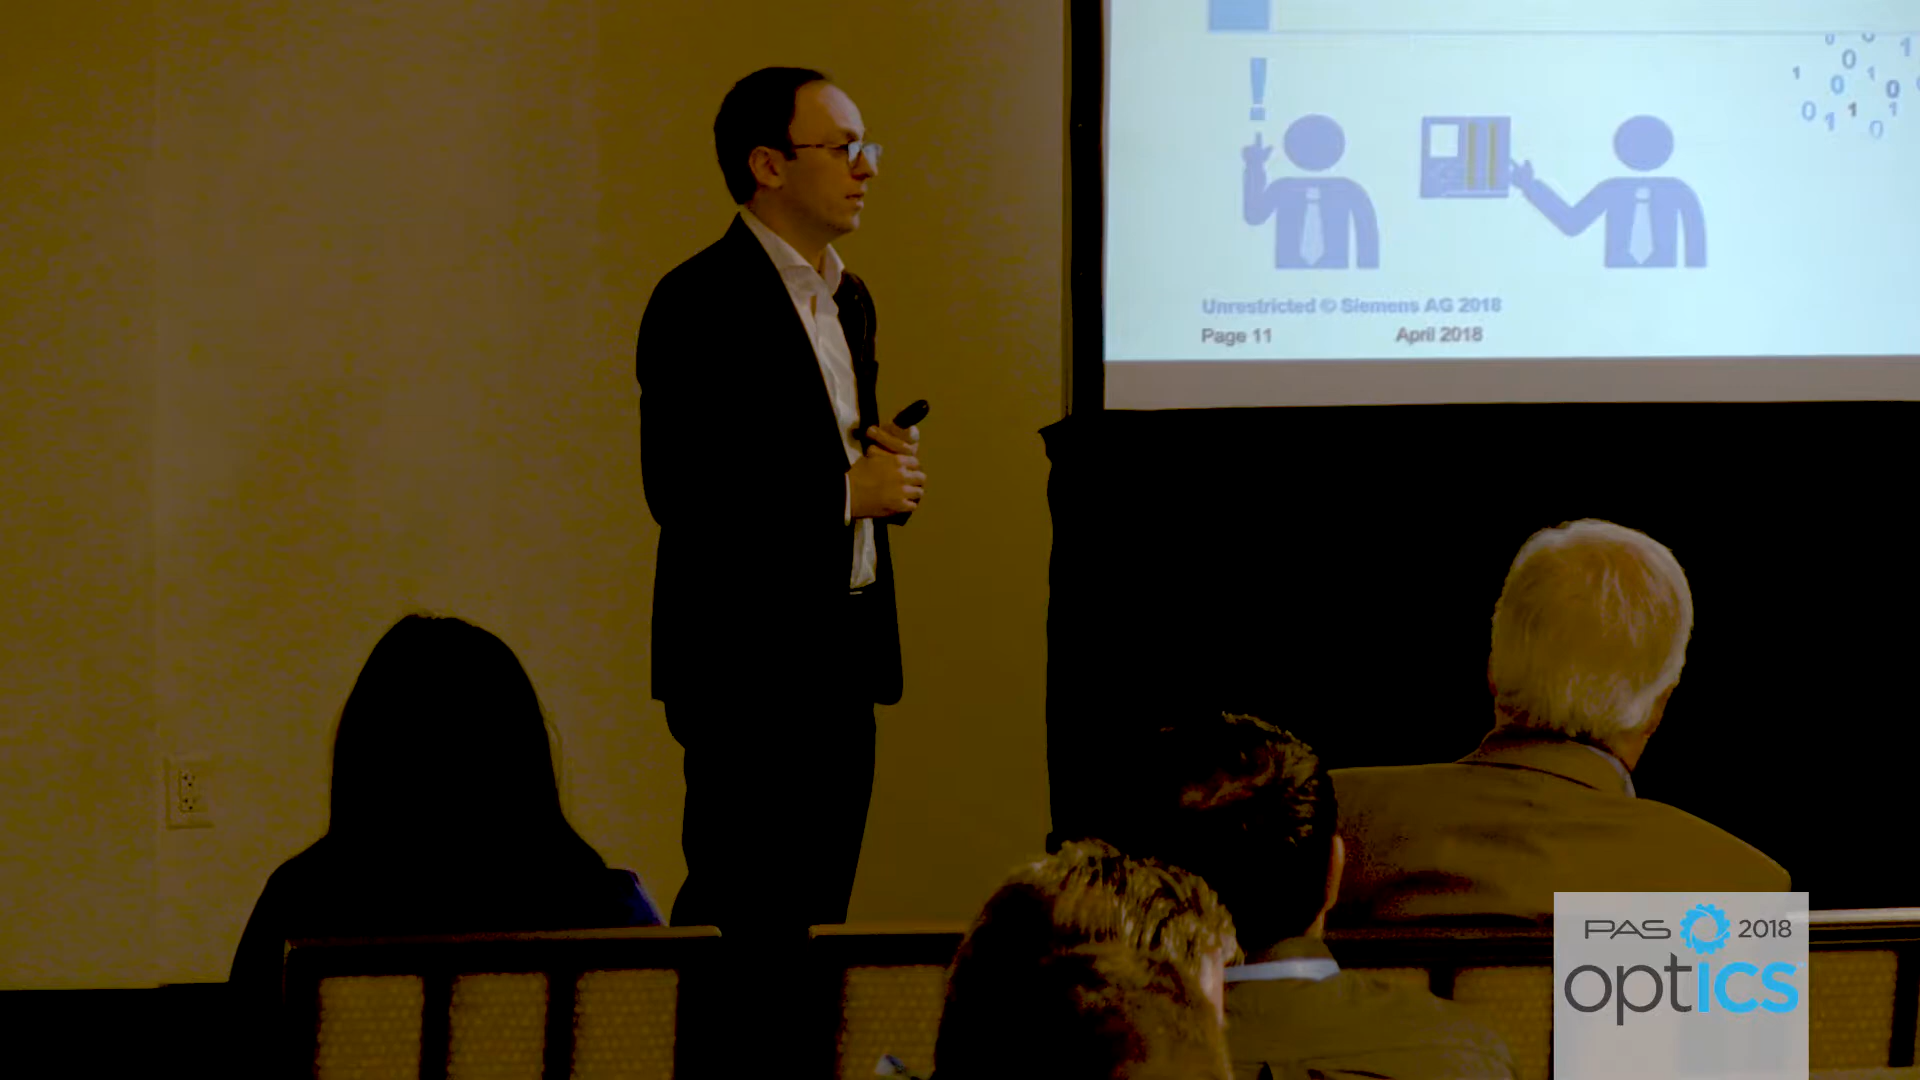 Unrestricted © Siemens AG 2018
Page 11 April 2018
PAS 2018
optICS